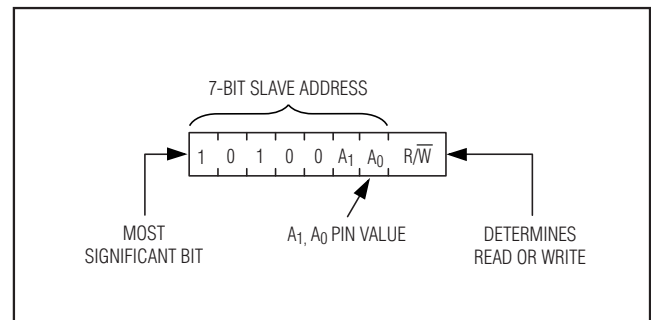 7-BIT SLAVE ADDRESS
1 0 1 0 0 A1 A0 R/W̅
MOST
SIGNIFICANT BIT
A1, A0 PIN VALUE
DETERMINES
READ OR WRITE